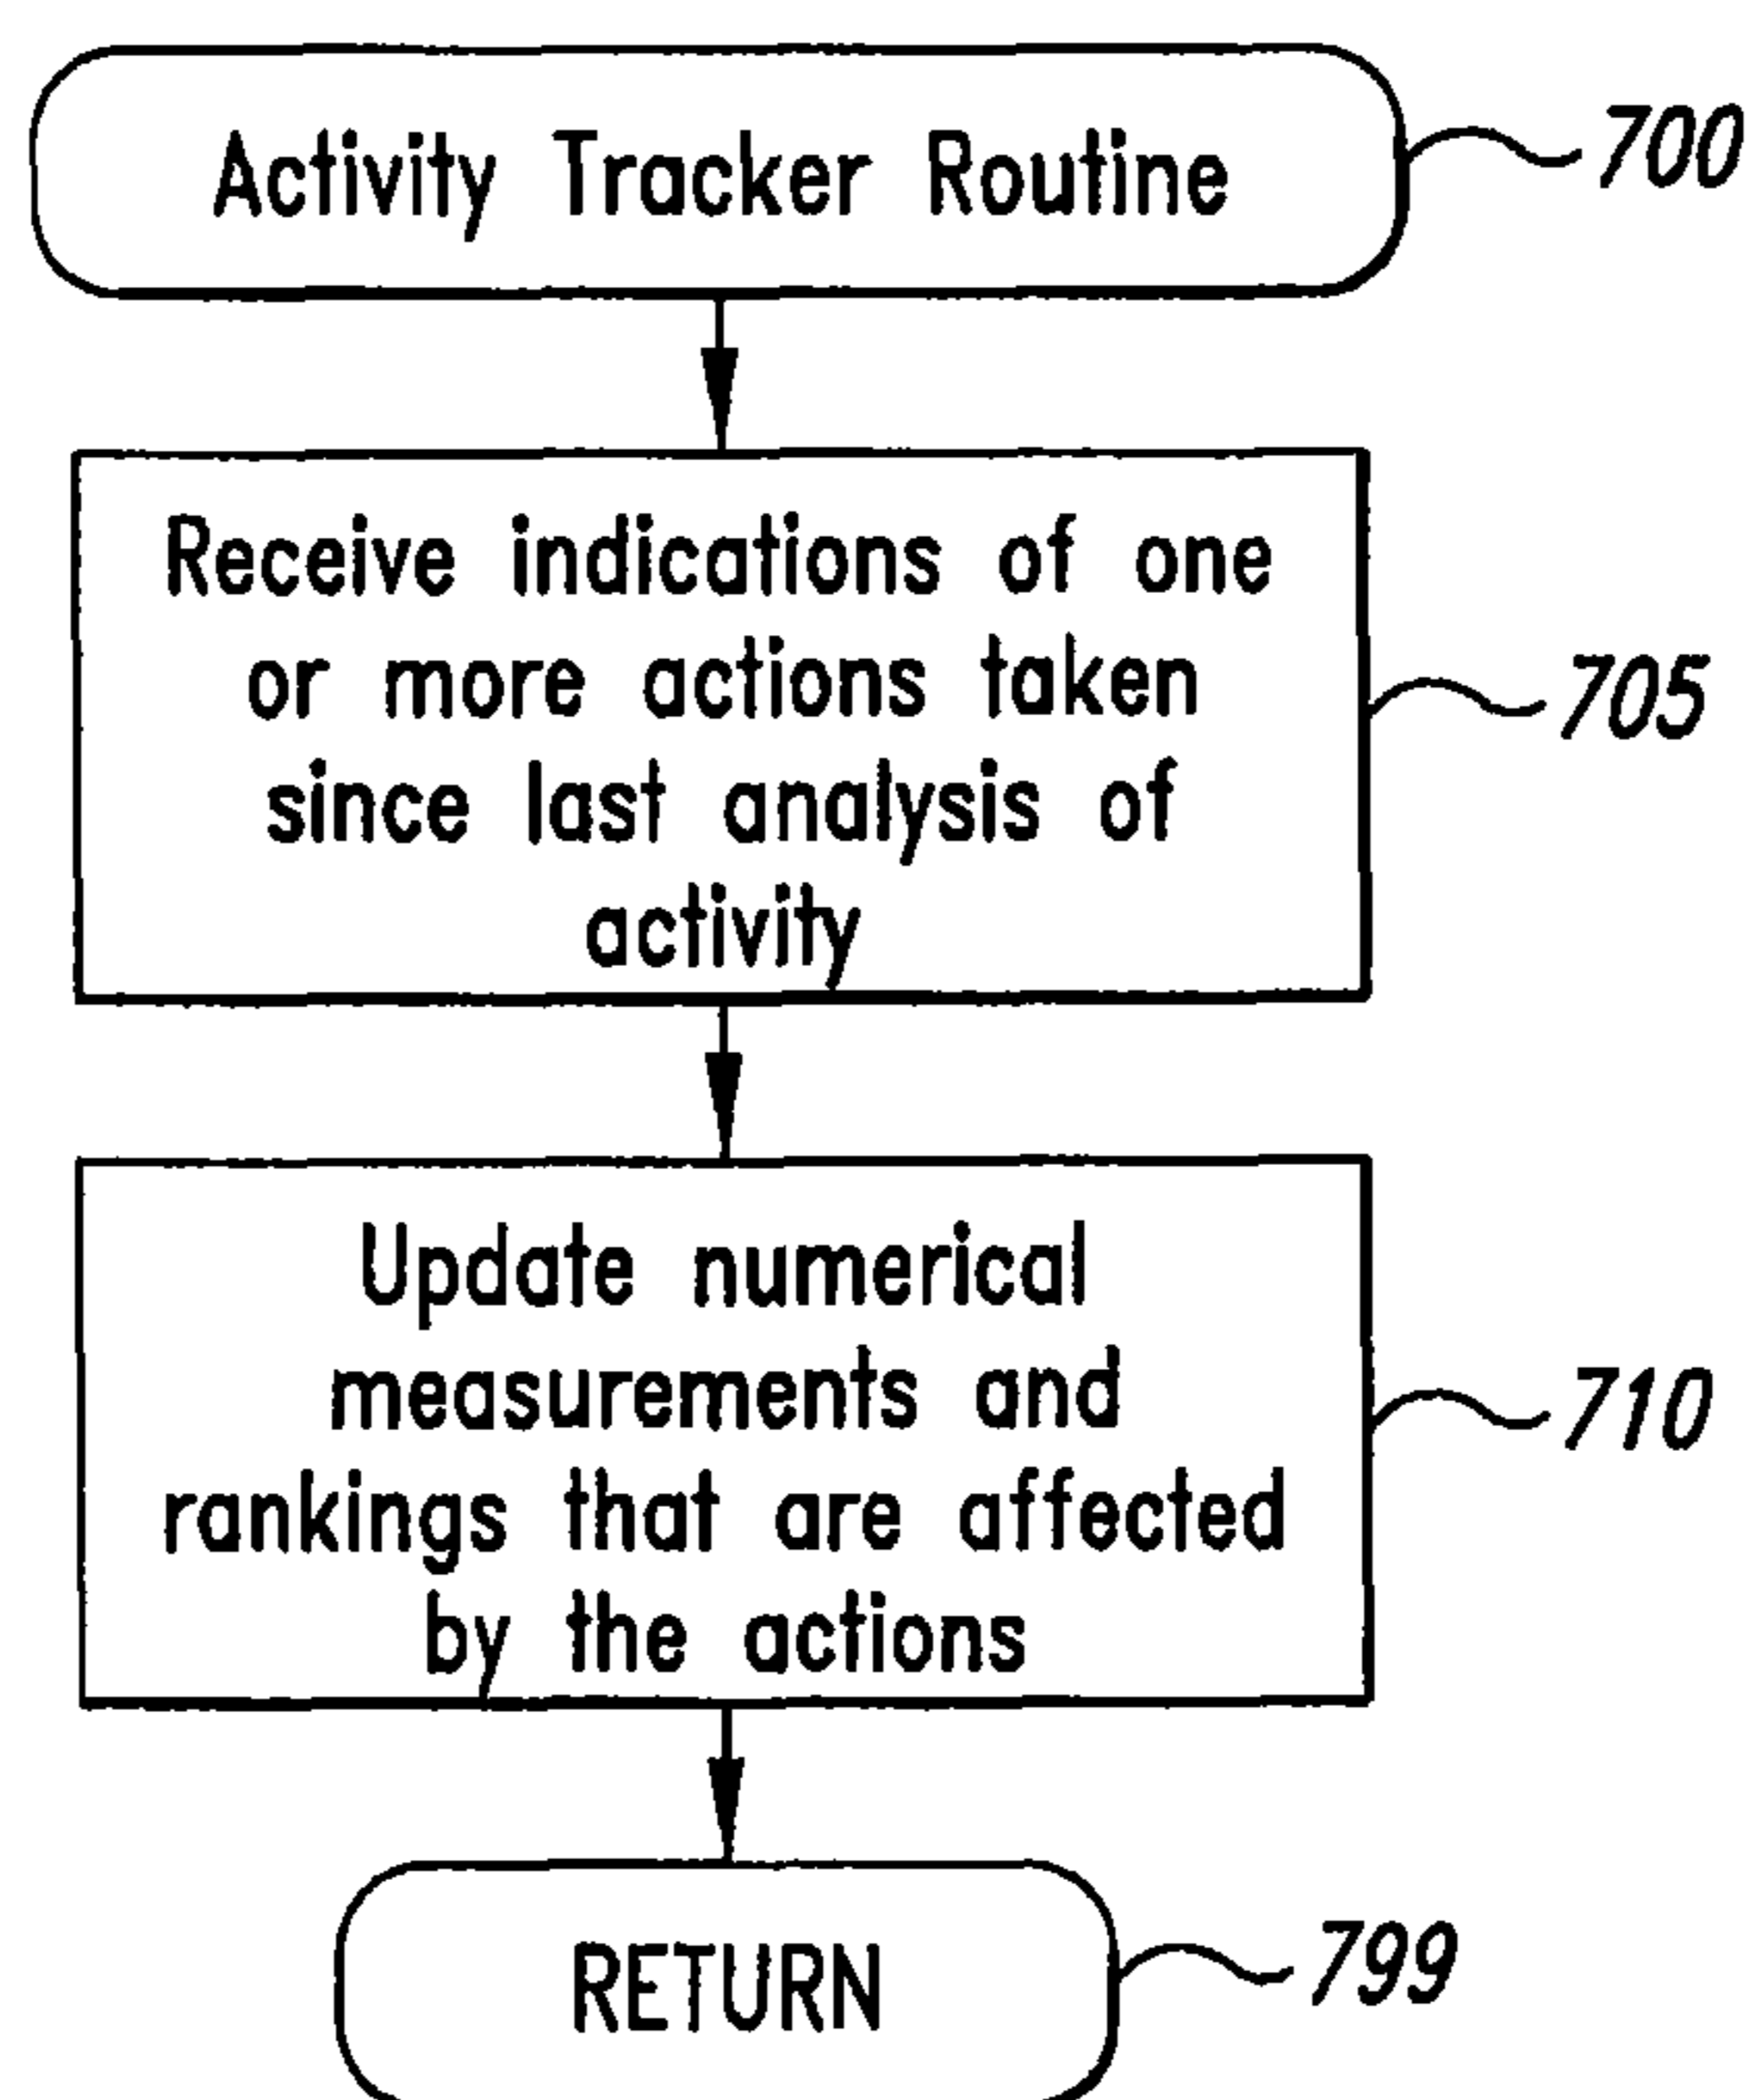 Activity Tracker Routine
700
Receive indications of one
or more actions taken
since last analysis of
activity
705
Update numerical
measurements and
rankings that are affected
by the actions
710
RETURN
799